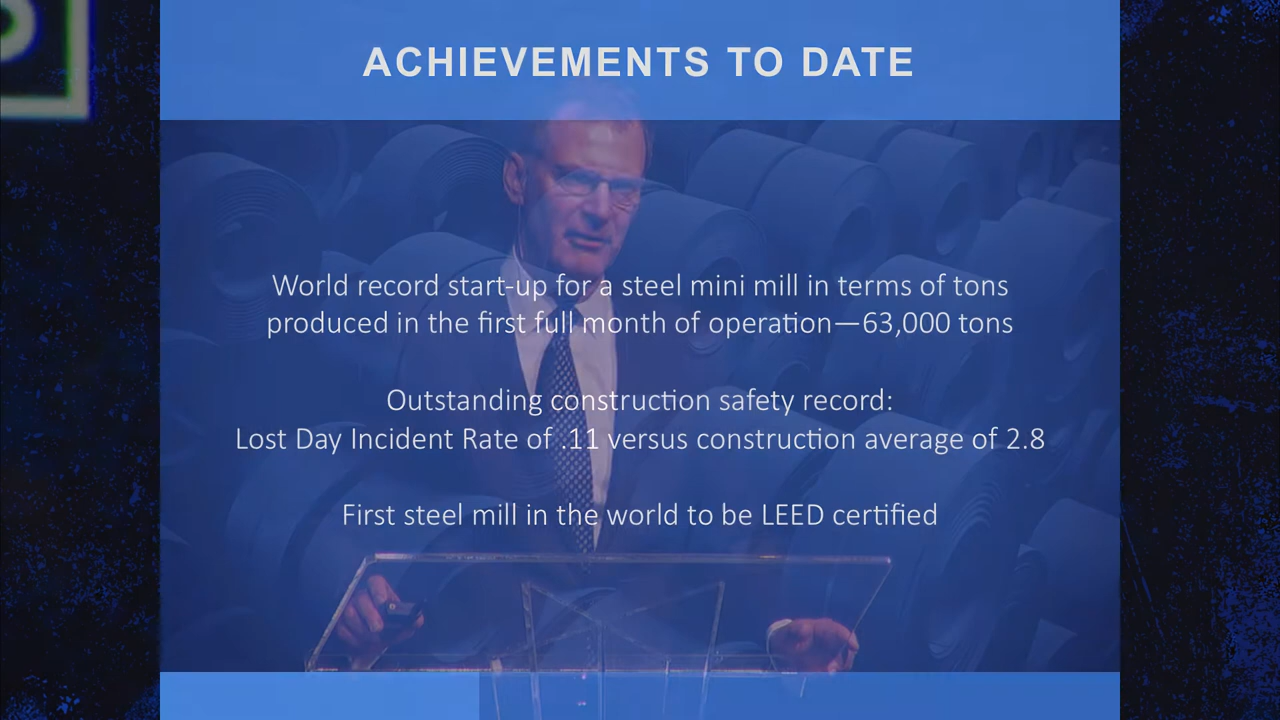 ACHIEVEMENTS TO DATE
World record start-up for a steel mini mill in terms of tons
produced in the first full month of operation—63,000 tons
Outstanding construction safety record:
Lost Day Incident Rate of .11 versus construction average of 2.8
First steel mill in the world to be LEED certified